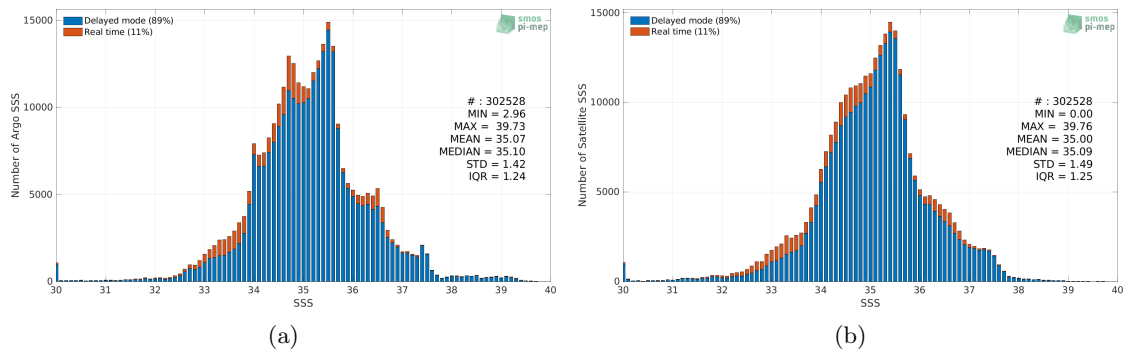 Delayed mode (89%)
Real time (11%)
smos
pi-mep
15000
10000
5000
0
Number of Argo SSS
# : 302528
MIN = 2.96
MAX = 39.73
MEAN = 35.07
MEDIAN = 35.10
STD = 1.42
IQR = 1.24
30 31 32 33 34 35 36 37 38 39 40
SSS
(a)
Delayed mode (89%)
Real time (11%)
smos
pi-mep
15000
10000
5000
0
Number of Satellite SSS
# : 302528
MIN = 0.00
MAX = 39.76
MEAN = 35.00
MEDIAN = 35.09
STD = 1.49
IQR = 1.25
30 31 32 33 34 35 36 37 38 39 40
SSS
(b)